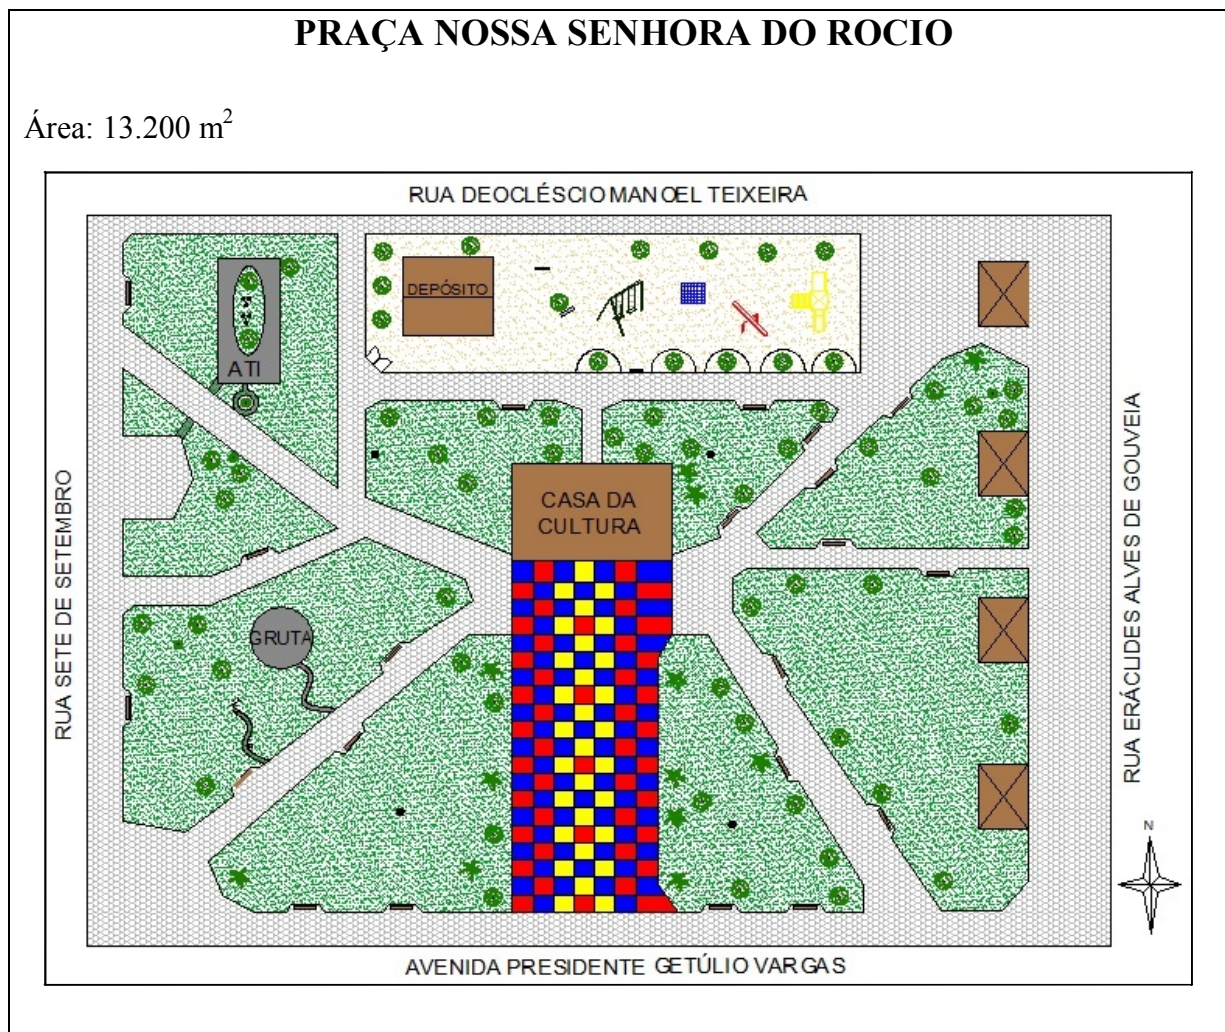 PRAÇA NOSSA SENHORA DO ROCIO
Área: 13.200 m²
RUA DEOCLÉSCIO MANOEL TEIXEIRA
DEPÓSITO
ATI
CASA DA
CULTURA
GRUTA
RUA SETE DE SETEMBRO
RUA ERÁCLIDES ALVES DE GOUVEIA
N
AVENIDA PRESIDENTE GETÚLIO VARGAS